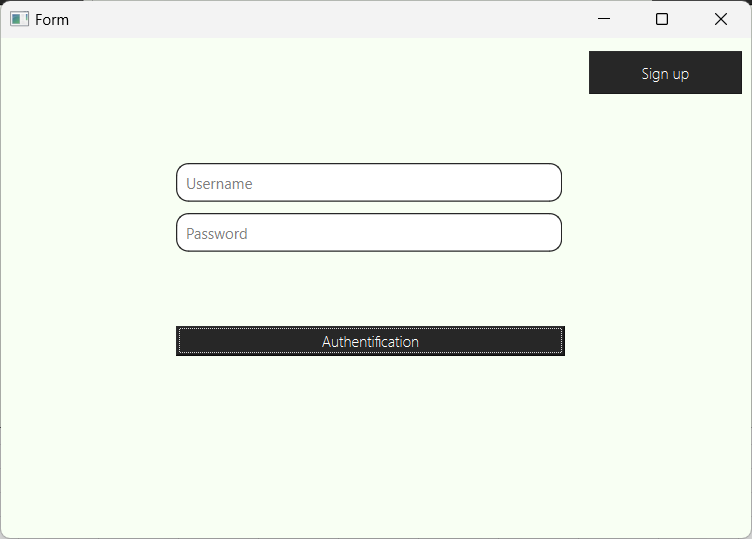 Form
Sign up
Username
Password
Authentification